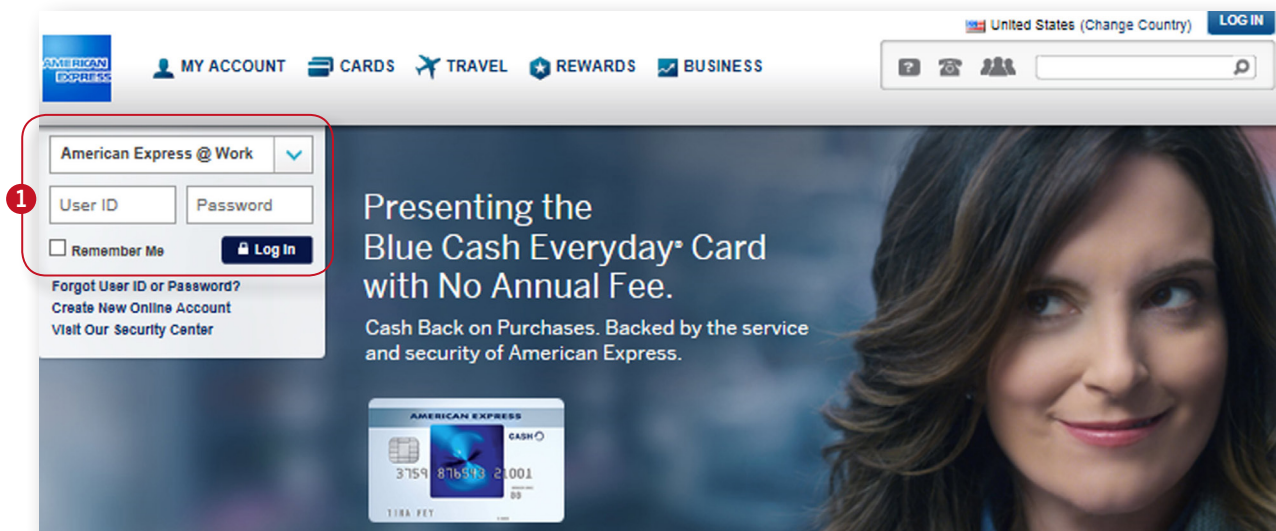 United States (Change Country) LOG IN
AMERICAN EXPRESS
MY ACCOUNT CARDS TRAVEL REWARDS BUSINESS
?
1
American Express @ Work
User ID Password
Remember Me Log In
Forgot User ID or Password?
Create New Online Account
Visit Our Security Center
Presenting the
Blue Cash Everyday® Card
with No Annual Fee.
Cash Back on Purchases. Backed by the service
and security of American Express.
AMERICAN EXPRESS
CASH
3759 876543 21001
TINA FEY